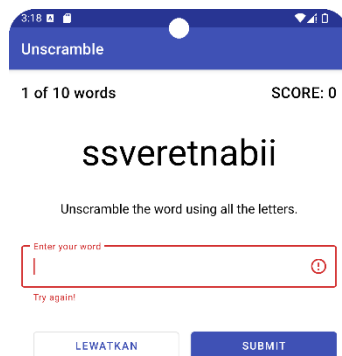 3:18
Unscramble
1 of 10 words SCORE: 0
ssveretnabii
Unscramble the word using all the letters.
Enter your word
Try again!
LEWATKAN SUBMIT